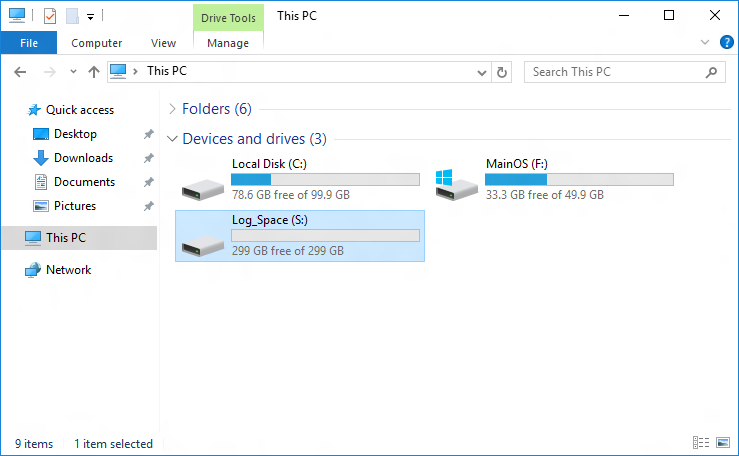 Drive Tools
This PC
File
Computer
View
Manage
This PC
Search This PC
Quick access
Desktop
Downloads
Documents
Pictures
This PC
Network
Folders (6)
Devices and drives (3)
Local Disk (C:)
78.6 GB free of 99.9 GB
MainOS (F:)
33.3 GB free of 49.9 GB
Log_Space (S:)
299 GB free of 299 GB
9 items
1 item selected